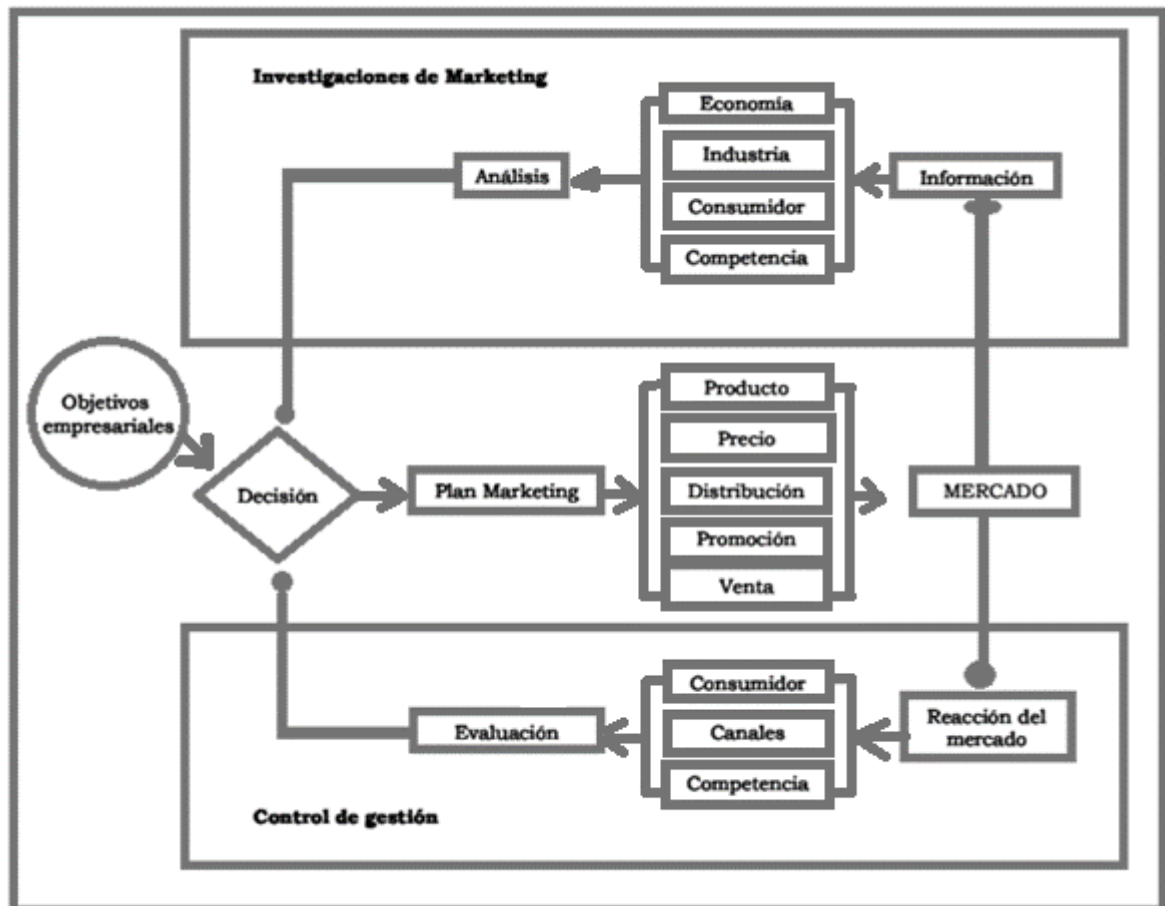 Investigaciones de Marketing
Economía
Industria
Consumidor
Competencia
Análisis
Información
Objetivos
empresariales
Decisión
Plan Marketing
Producto
Precio
Distribución
Promoción
Venta
MERCADO
Consumidor
Canales
Competencia
Evaluación
Reacción del
mercado
Control de gestión